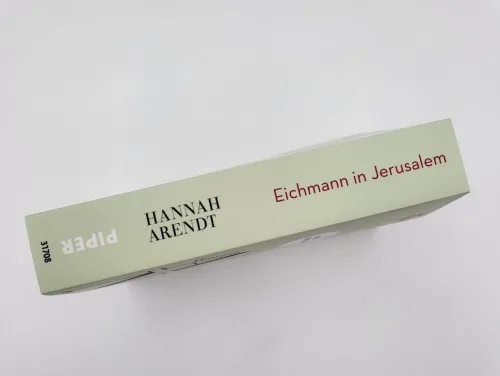 31708
PIPER
HANNAH
ARENDT
Eichmann in Jerusalem